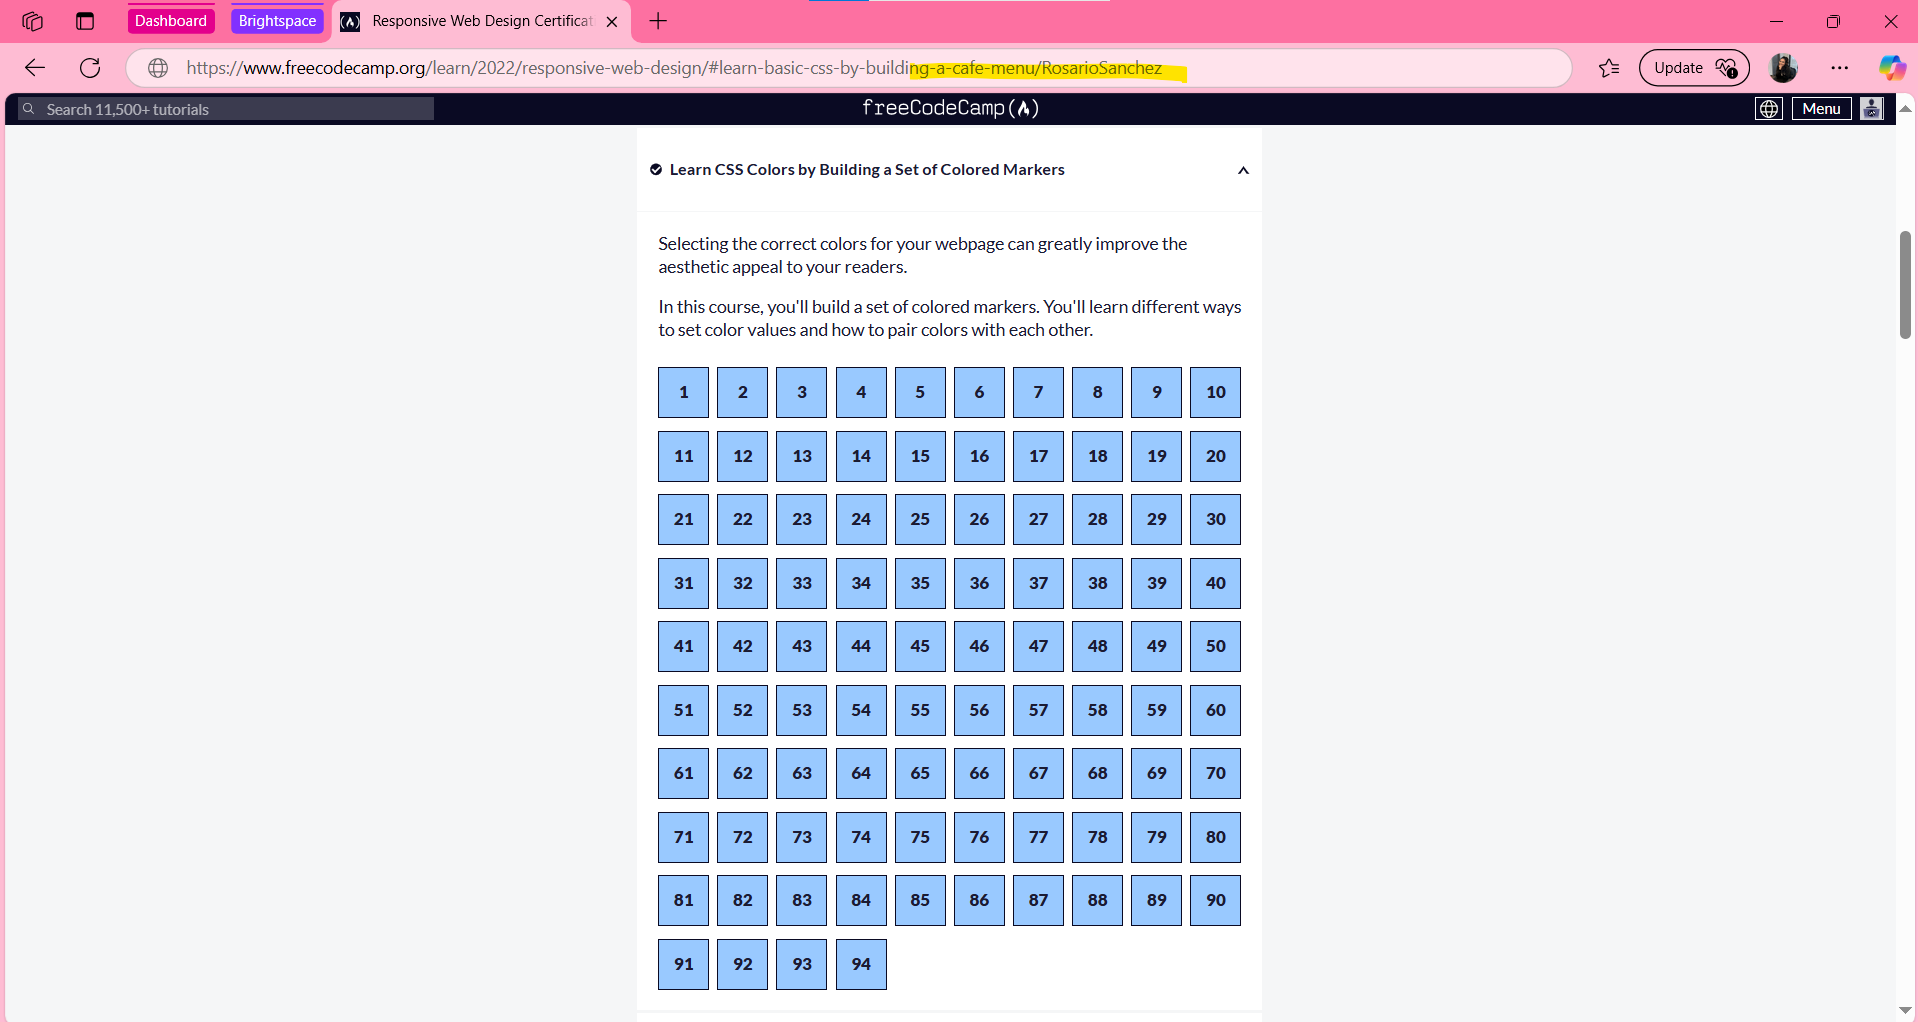 Dashboard
Brightspace
Responsive Web Design Certificat
https://www.freecodecamp.org/learn/2022/responsive-web-design/#learn-basic-css-by-building-a-cafe-menu/RosarioSanchez
Update
Search 11,500+ tutorials
freeCodeCamp
Menu
Learn CSS Colors by Building a Set of Colored Markers
Selecting the correct colors for your webpage can greatly improve the
aesthetic appeal to your readers.
In this course, you'll build a set of colored markers. You'll learn different ways
to set color values and how to pair colors with each other.
1 2 3 4 5 6 7 8 9 10
11 12 13 14 15 16 17 18 19 20
21 22 23 24 25 26 27 28 29 30
31 32 33 34 35 36 37 38 39 40
41 42 43 44 45 46 47 48 49 50
51 52 53 54 55 56 57 58 59 60
61 62 63 64 65 66 67 68 69 70
71 72 73 74 75 76 77 78 79 80
81 82 83 84 85 86 87 88 89 90
91 92 93 94